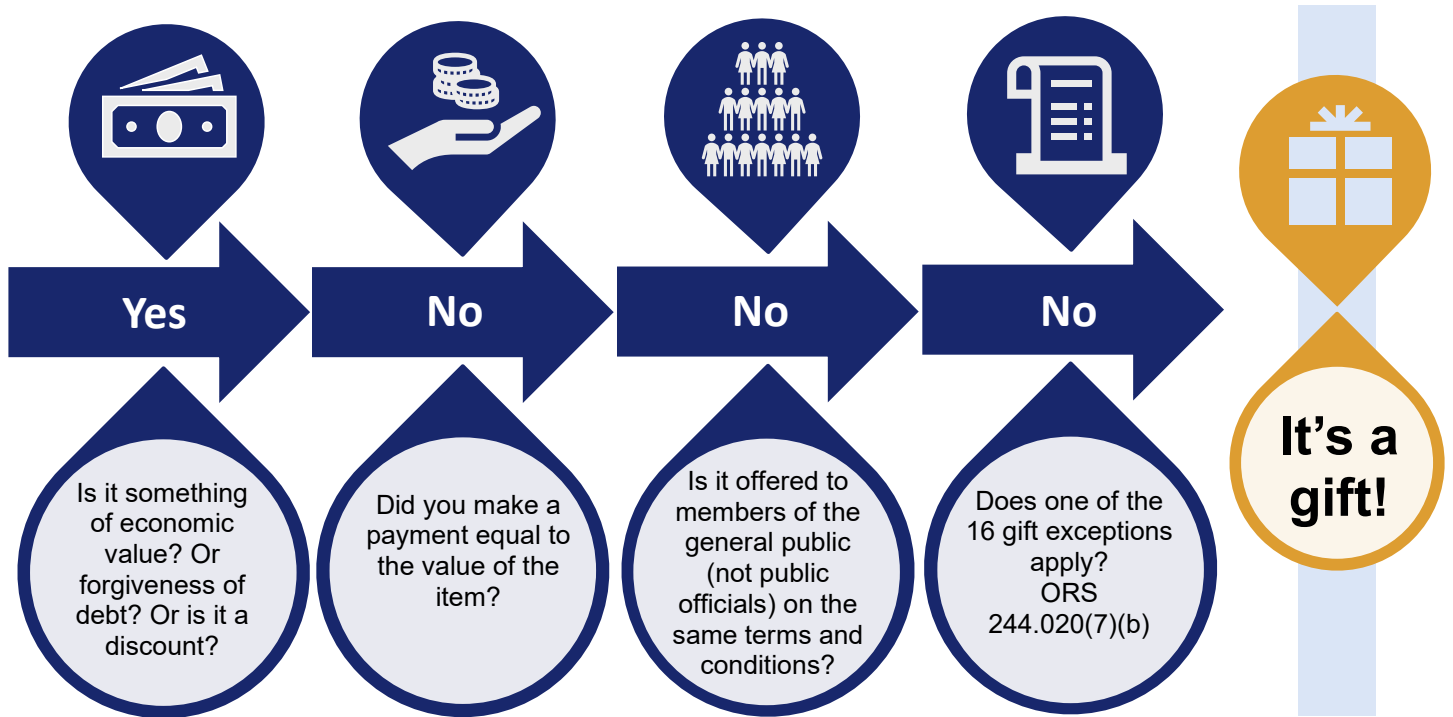 Yes
No
No
No
Is it something
of economic
value? Or
forgiveness of
debt? Or is it a
discount?
Did you make a
payment equal to
the value of the
item?
Is it offered to
members of the
general public
(not public
officials) on the
same terms and
conditions?
Does one of the
16 gift exceptions
apply?
ORS
244.020(7)(b)
It’s a
gift!